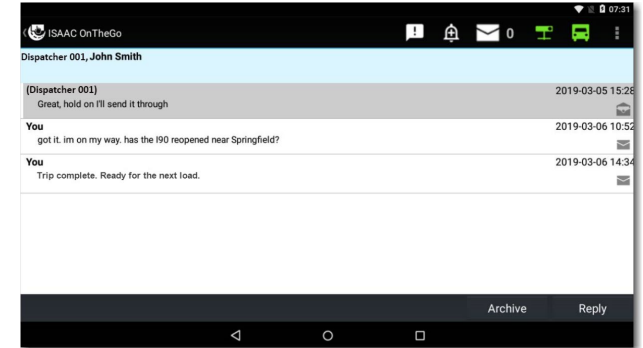 07:31
ISAAC OnTheGo
0
Dispatcher 001, John Smith
(Dispatcher 001) 2019-03-05 15:28
Great, hold on I'll send it through
You 2019-03-06 10:52
got it. im on my way. has the I90 reopened near Springfield?
You 2019-03-06 14:34
Trip complete. Ready for the next load.
Archive Reply